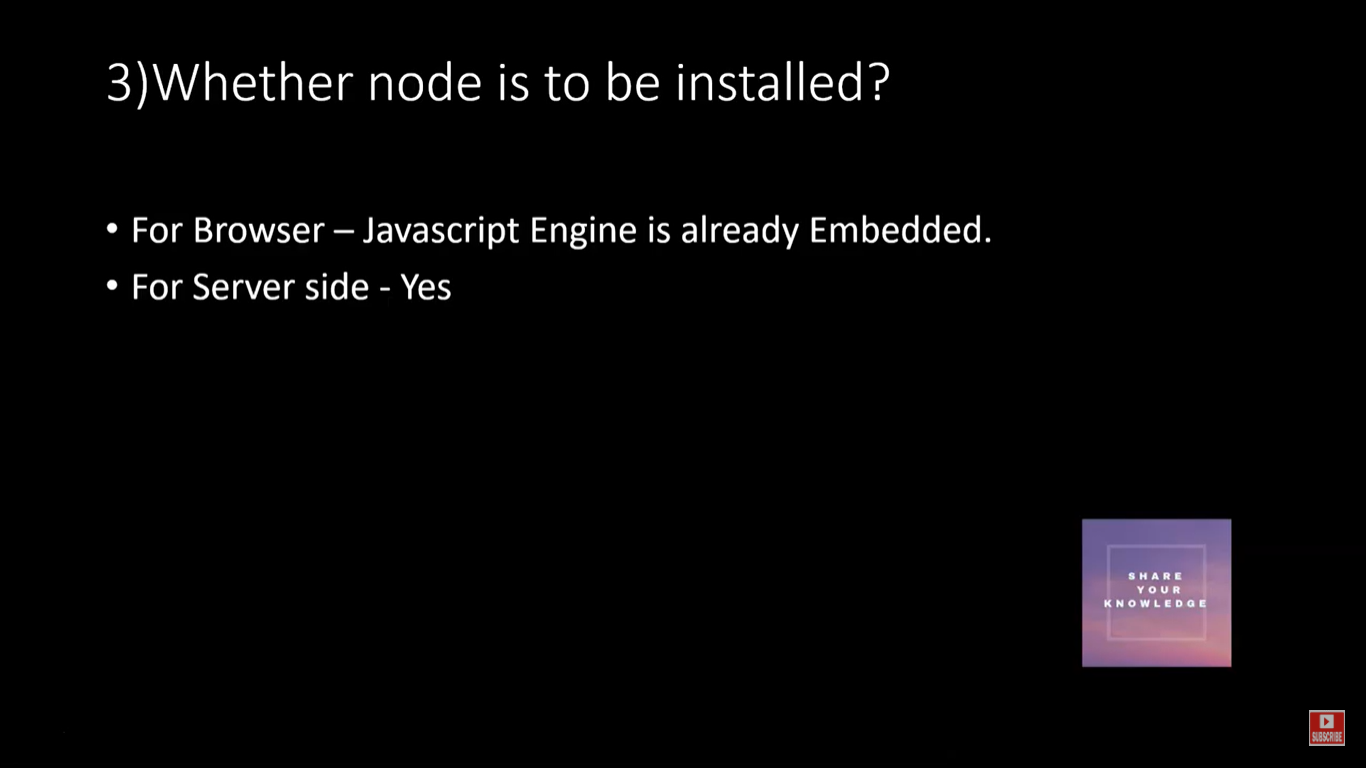 3)Whether node is to be installed?
• For Browser – Javascript Engine is already Embedded.
• For Server side - Yes
SHARE
YOUR
KNOWLEDGE
SUBSCRIBE